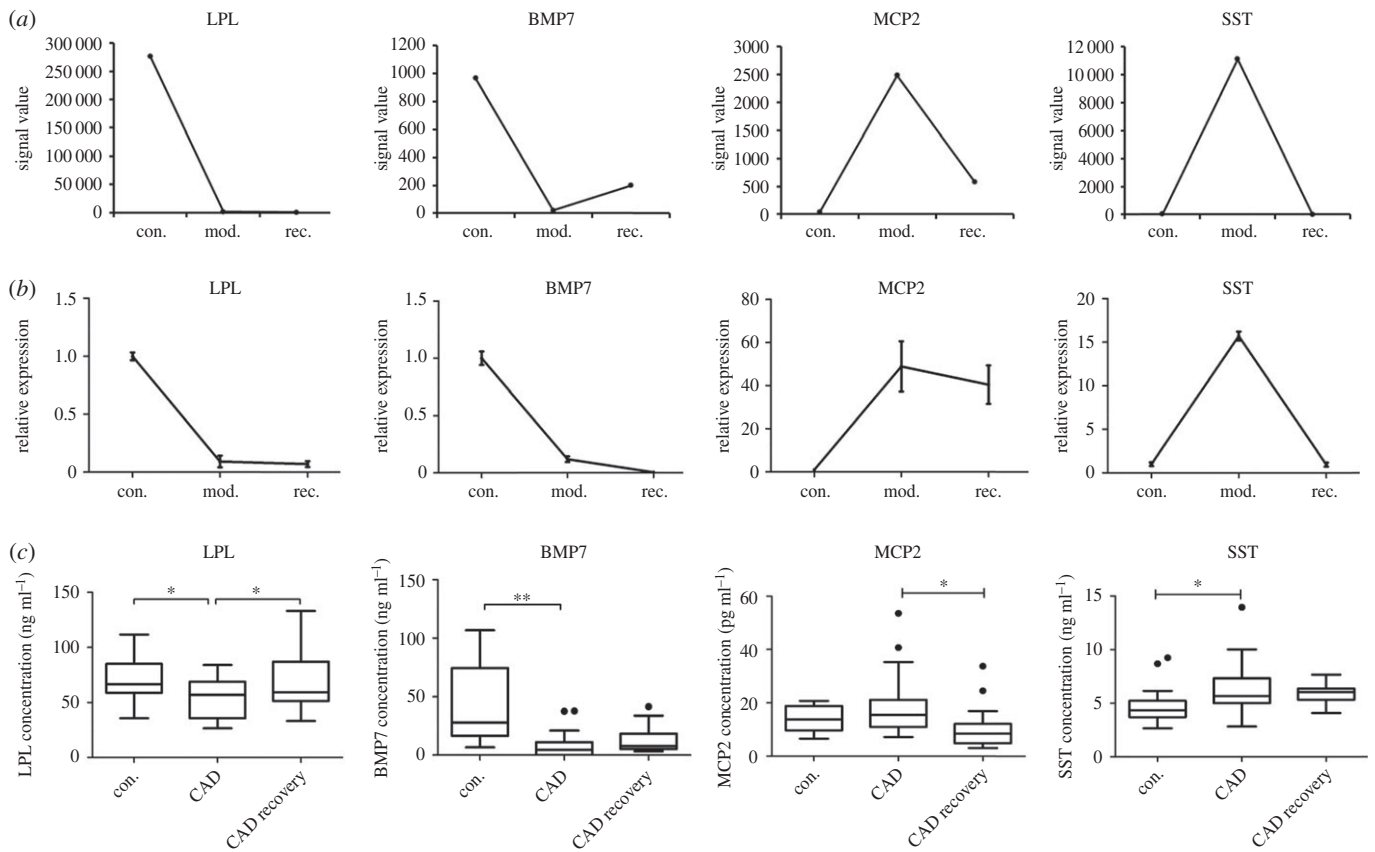 (a)
LPL
BMP7
MCP2
SST
signal value
300 000
250 000
200 000
150 000
100 000
50 000
0
con. mod. rec.
signal value
1200
1000
800
600
400
200
0
con. mod. rec.
signal value
3000
2500
2000
1500
1000
500
0
con. mod. rec.
signal value
12 000
10 000
8000
6000
4000
2000
0
con. mod. rec.
(b)
LPL
BMP7
MCP2
SST
relative expression
1.5
1.0
0.5
0
con. mod. rec.
relative expression
1.5
1.0
0.5
0
con. mod. rec.
relative expression
80
60
40
20
0
con. mod. rec.
relative expression
20
15
10
5
0
con. mod. rec.
(c)
LPL
BMP7
MCP2
SST
LPL concentration (ng ml⁻¹)
150
100
50
0
* *
con. CAD CAD recovery
BMP7 concentration (ng ml⁻¹)
150
100
50
0
**
con. CAD CAD recovery
MCP2 concentration (pg ml⁻¹)
60
40
20
0
*
con. CAD CAD recovery
SST concentration (ng ml⁻¹)
15
10
5
0
*
con. CAD CAD recovery